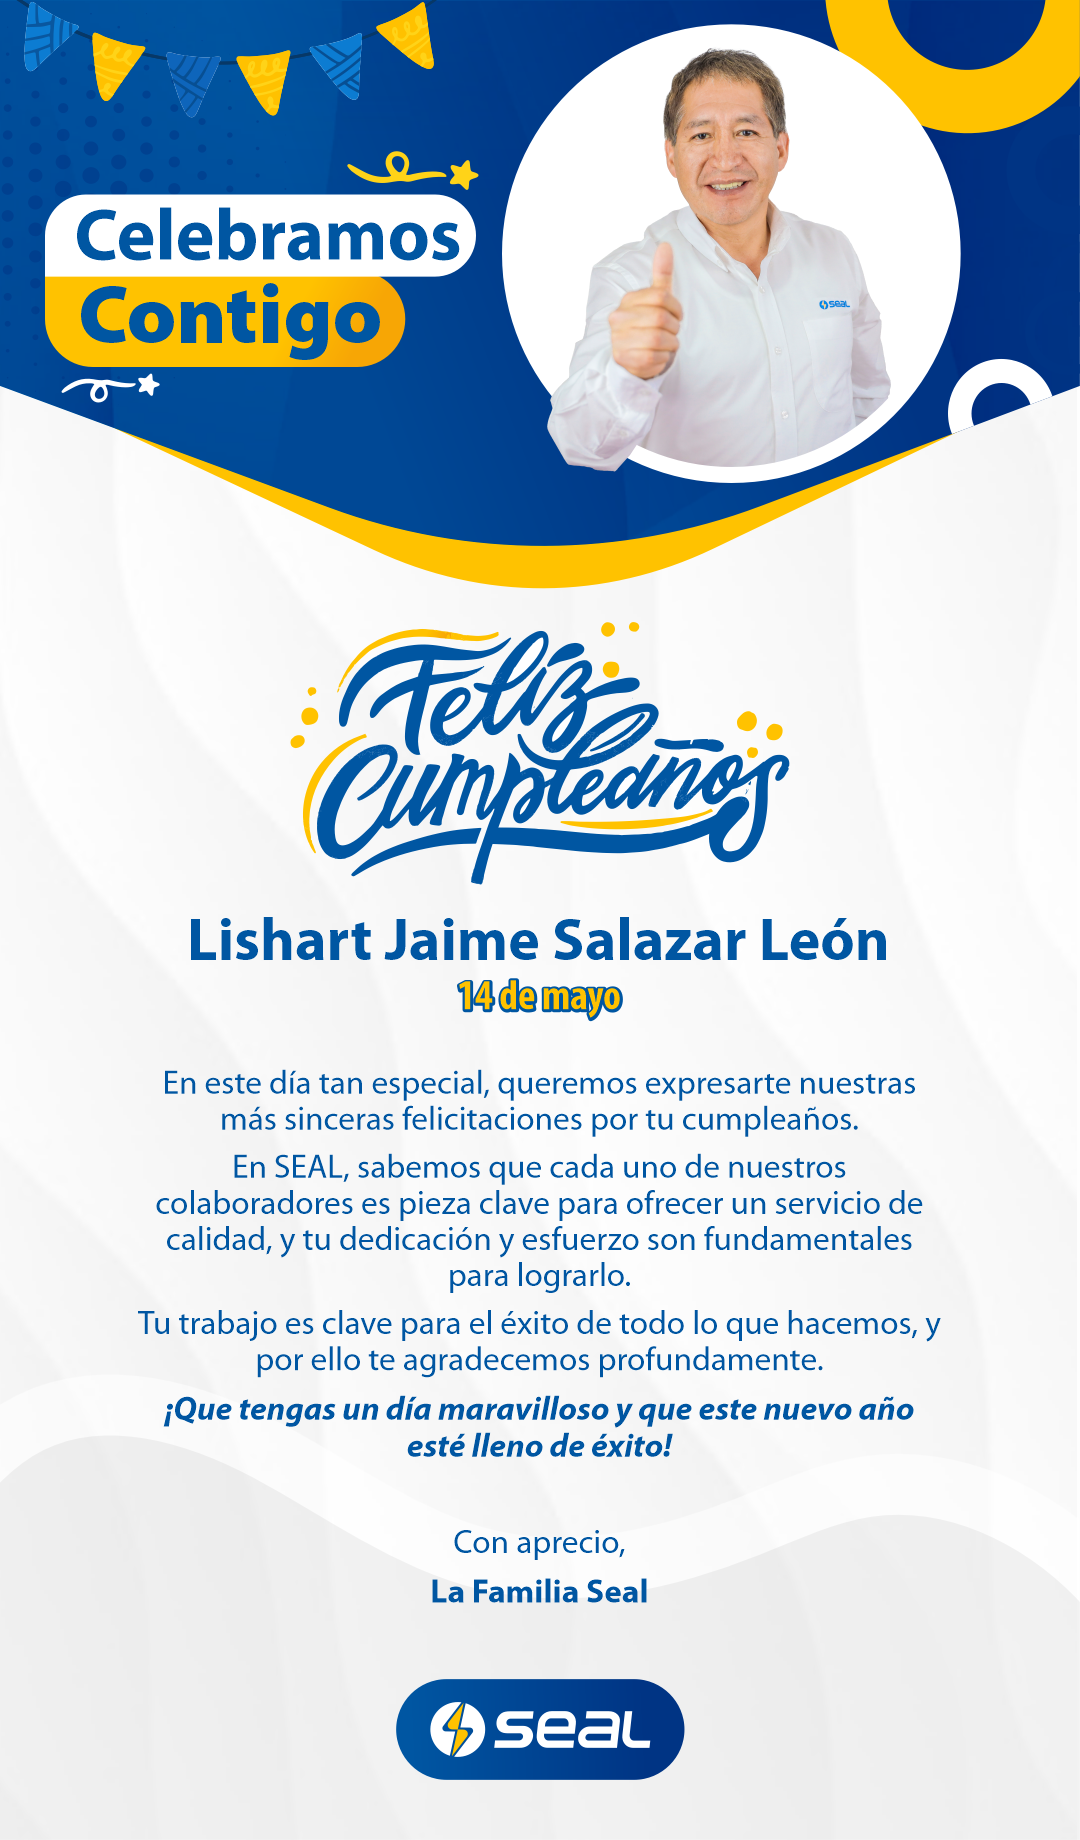 Celebramos
Contigo
seal
Feliz
Cumpleaños
Lishart Jaime Salazar León
14 de mayo
En este día tan especial, queremos expresarte nuestras
más sinceras felicitaciones por tu cumpleaños.
En SEAL, sabemos que cada uno de nuestros
colaboradores es pieza clave para ofrecer un servicio de
calidad, y tu dedicación y esfuerzo son fundamentales
para lograrlo.
Tu trabajo es clave para el éxito de todo lo que hacemos, y
por ello te agradecemos profundamente.
¡Que tengas un día maravilloso y que este nuevo año
esté lleno de éxito!
Con aprecio,
La Familia Seal
seal